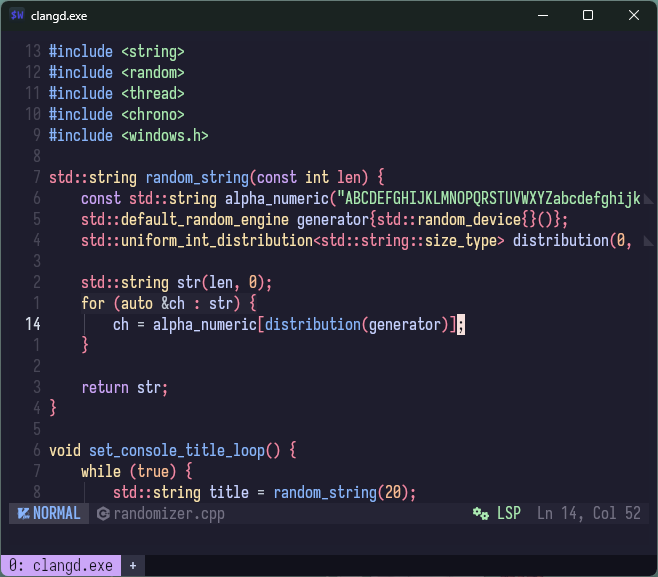 SW clangd.exe
13 #include <string>
12 #include <random>
11 #include <thread>
10 #include <chrono>
9 #include <windows.h>
8
7 std::string random_string(const int len) {
6     const std::string alpha_numeric("ABCDEFGHIJKLMNOPQRSTUVWXYZabcdefghijk
5     std::default_random_engine generator{std::random_device{}()};
4     std::uniform_int_distribution<std::string::size_type> distribution(0,
3
2     std::string str(len, 0);
1     for (auto &ch : str) {
14         ch = alpha_numeric[distribution(generator)];
1     }
2
3     return str;
4 }
5
6 void set_console_title_loop() {
7     while (true) {
8         std::string title = random_string(20);
NORMAL randomizer.cpp LSP Ln 14, Col 52
0: clangd.exe +